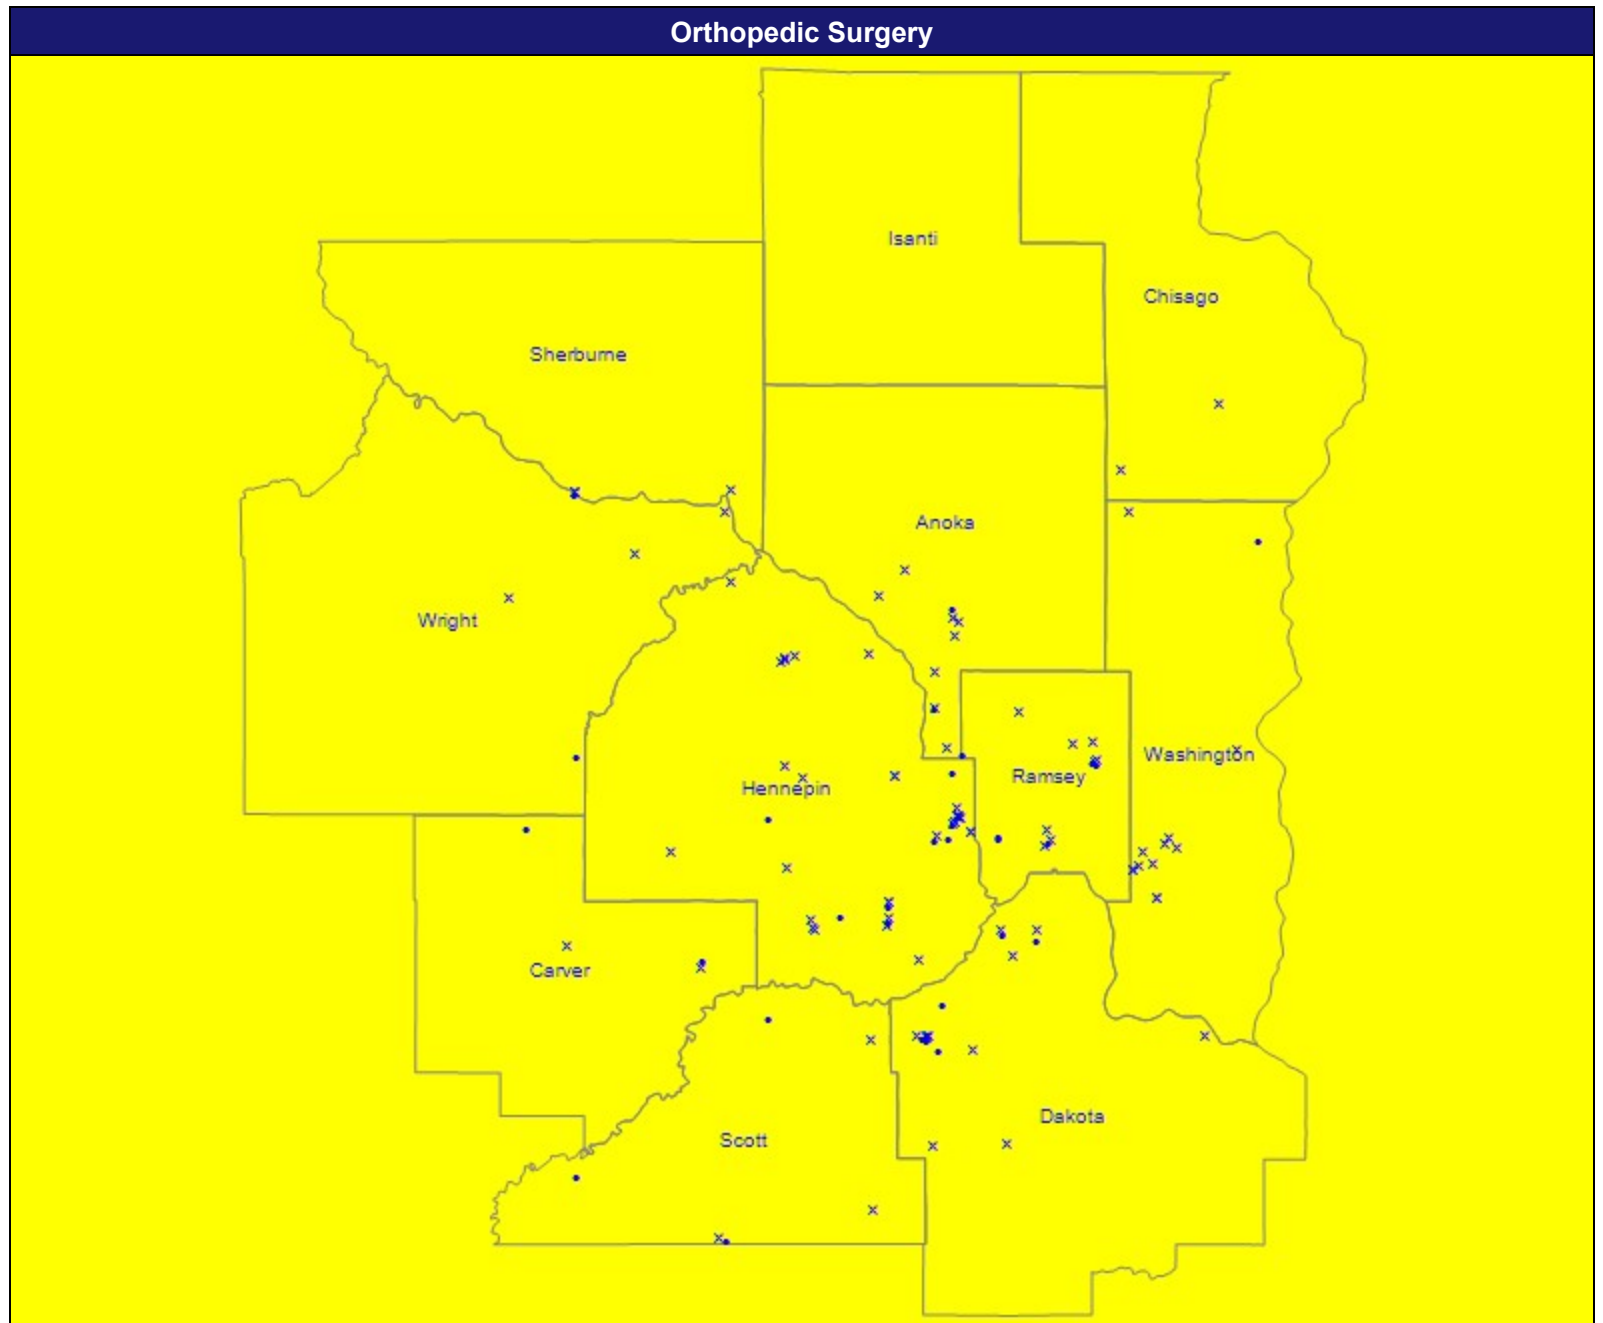 Orthopedic Surgery
Isanti
Chisago
Sherburne
Anoka
Wright
Washington
Ramsey
Hennepin
Carver
Dakota
Scott